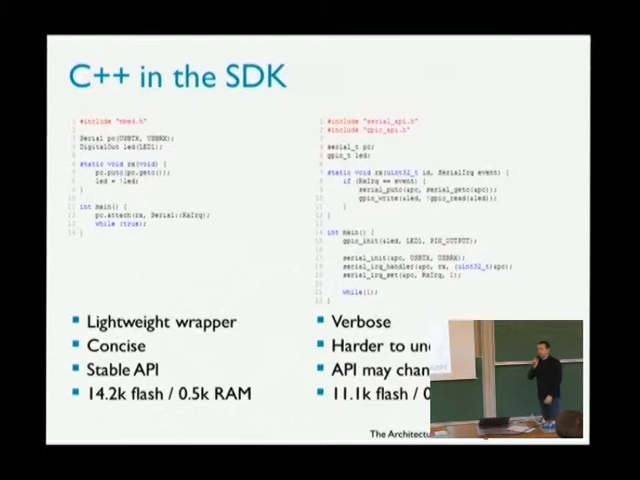 C++ in the SDK
#include "mbed.h"
Serial pc(USBTX, USBRX);
DigitalOut led(LED1);
static void rx(void) {
pc.putc(pc.getc());
led = !led;
}
int main() {
pc.attach(rx, Serial::RxIrq);
while (true);
}
Lightweight wrapper
Concise
Stable API
14.2k flash / 0.5k RAM
#include "serial_api.h"
#include "gpio_api.h"
serial_t pc;
gpio_t led;
static void rx(uint32_t id, SerialIrq event) {
if (RxIrq == event) {
serial_putc(&pc, serial_getc(&pc));
gpio_write(&led, !gpio_read(&led));
}
}
int main() {
gpio_init(&led, LED1, PIN_OUTPUT);
serial_init(&pc, USBTX, USBRX);
serial_irq_handler(&pc, rx, (uint32_t)&pc);
serial_irq_set(&pc, RxIrq, 1);
while(1);
}
Verbose
Harder to
API may
11.1k flash /
The